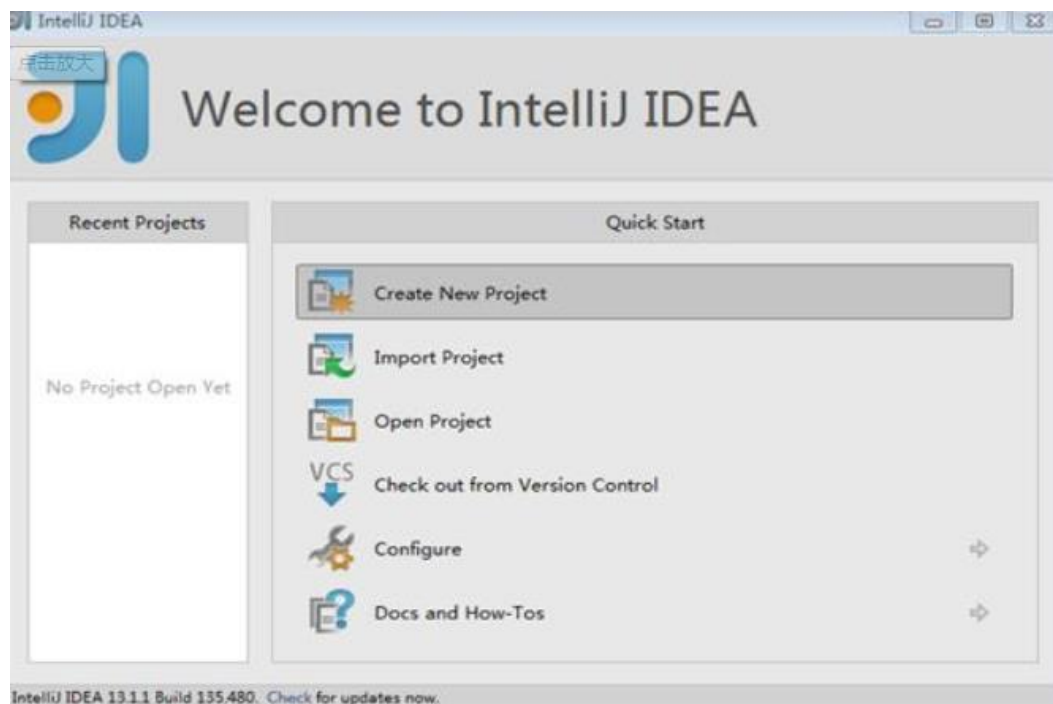 IntelliJ IDEA
点击放大
Welcome to IntelliJ IDEA
Recent Projects
No Project Open Yet
Quick Start
Create New Project
Import Project
Open Project
VCS
Check out from Version Control
Configure
Docs and How-Tos
IntelliJ IDEA 13.1.1 Build 135.480. Check for updates now.